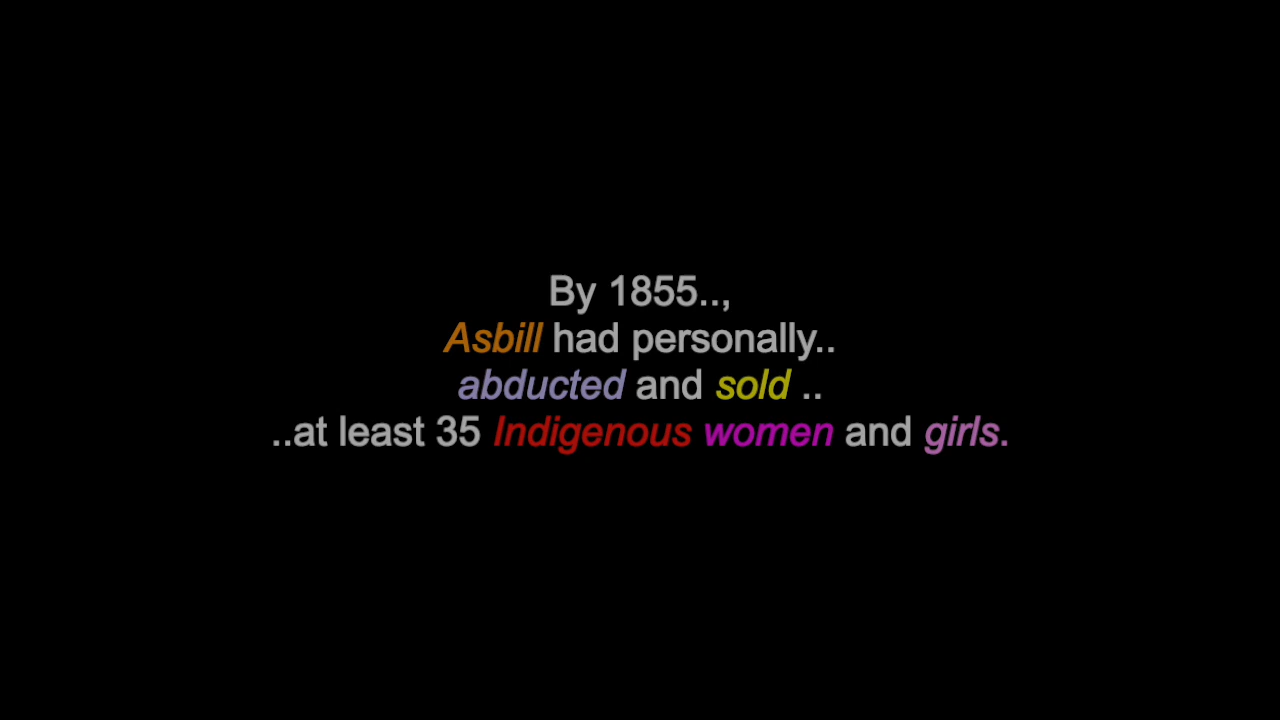 By 1855..,
Asbill had personally..
abducted and sold ..
..at least 35 Indigenous women and girls.